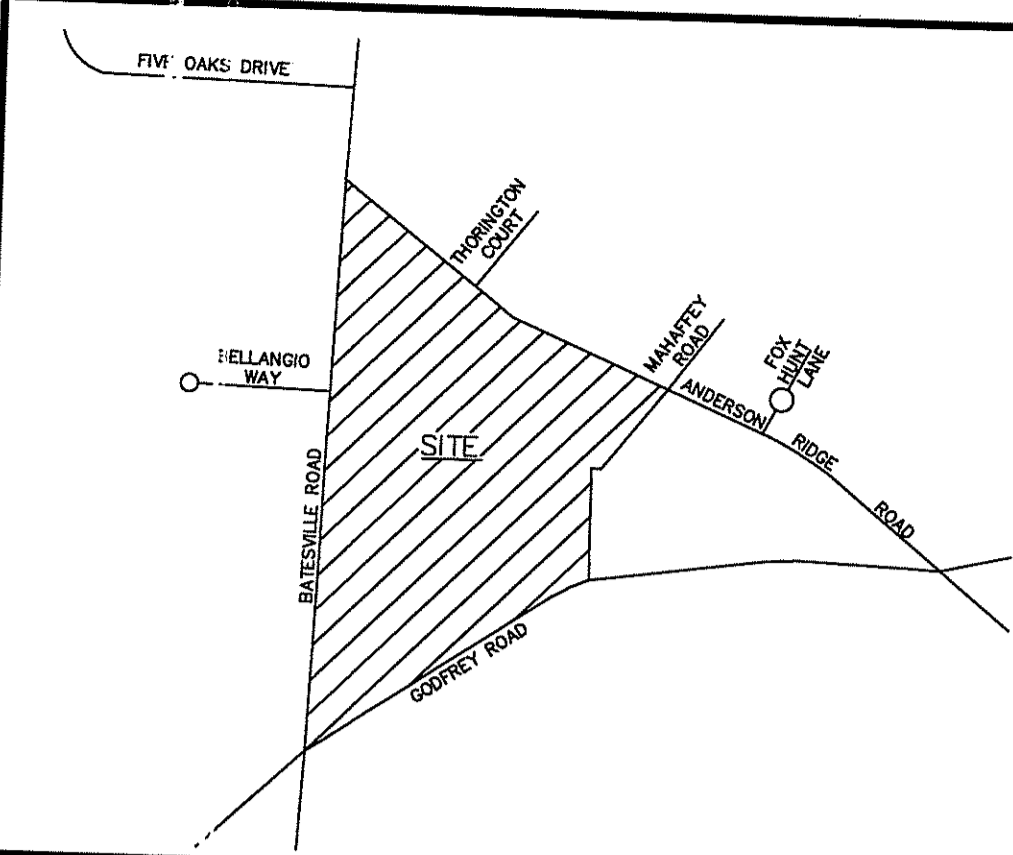 FIVE OAKS DRIVE
THORINGTON
COURT
MAHAFFEY
ROAD
FOX
HUNT
LANE
BELLANGIO
WAY
ANDERSON
RIDGE
ROAD
SITE
BATESVILLE ROAD
GODFREY ROAD